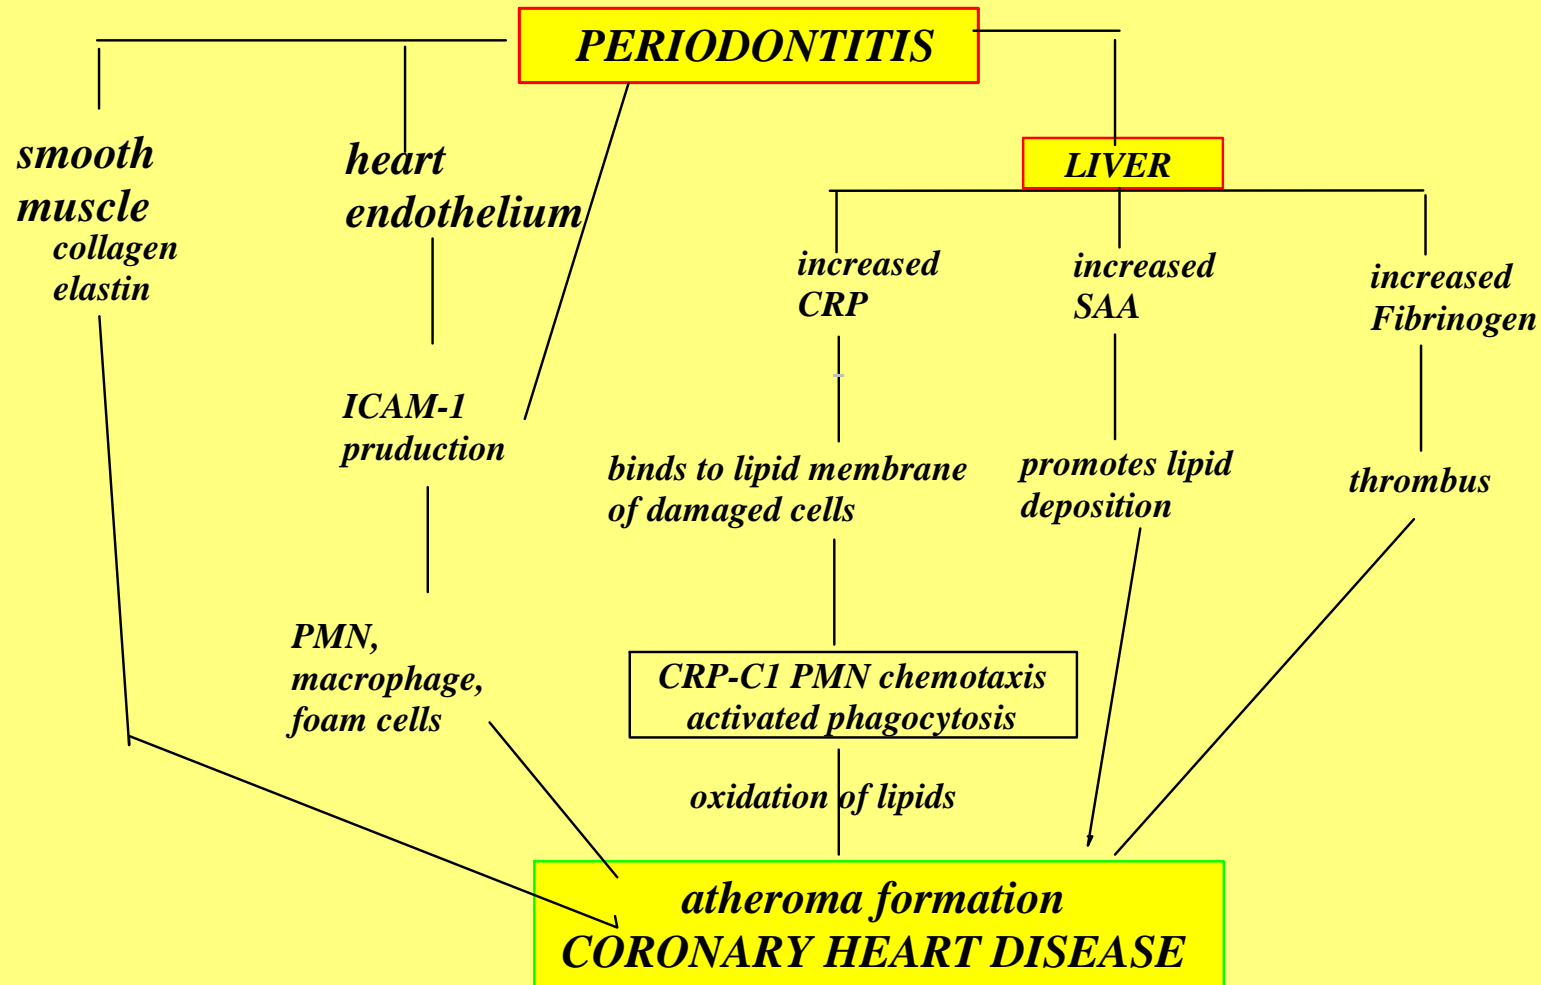 PERIODONTITIS
smooth
muscle
collagen
elastin
heart
endothelium
ICAM-1
pruduction
PMN,
macrophage,
foam cells
LIVER
increased
CRP
binds to lipid membrane
of damaged cells
CRP-C1 PMN chemotaxis
activated phagocytosis
oxidation of lipids
increased
SAA
promotes lipid
deposition
increased
Fibrinogen
thrombus
atheroma formation
CORONARY HEART DISEASE